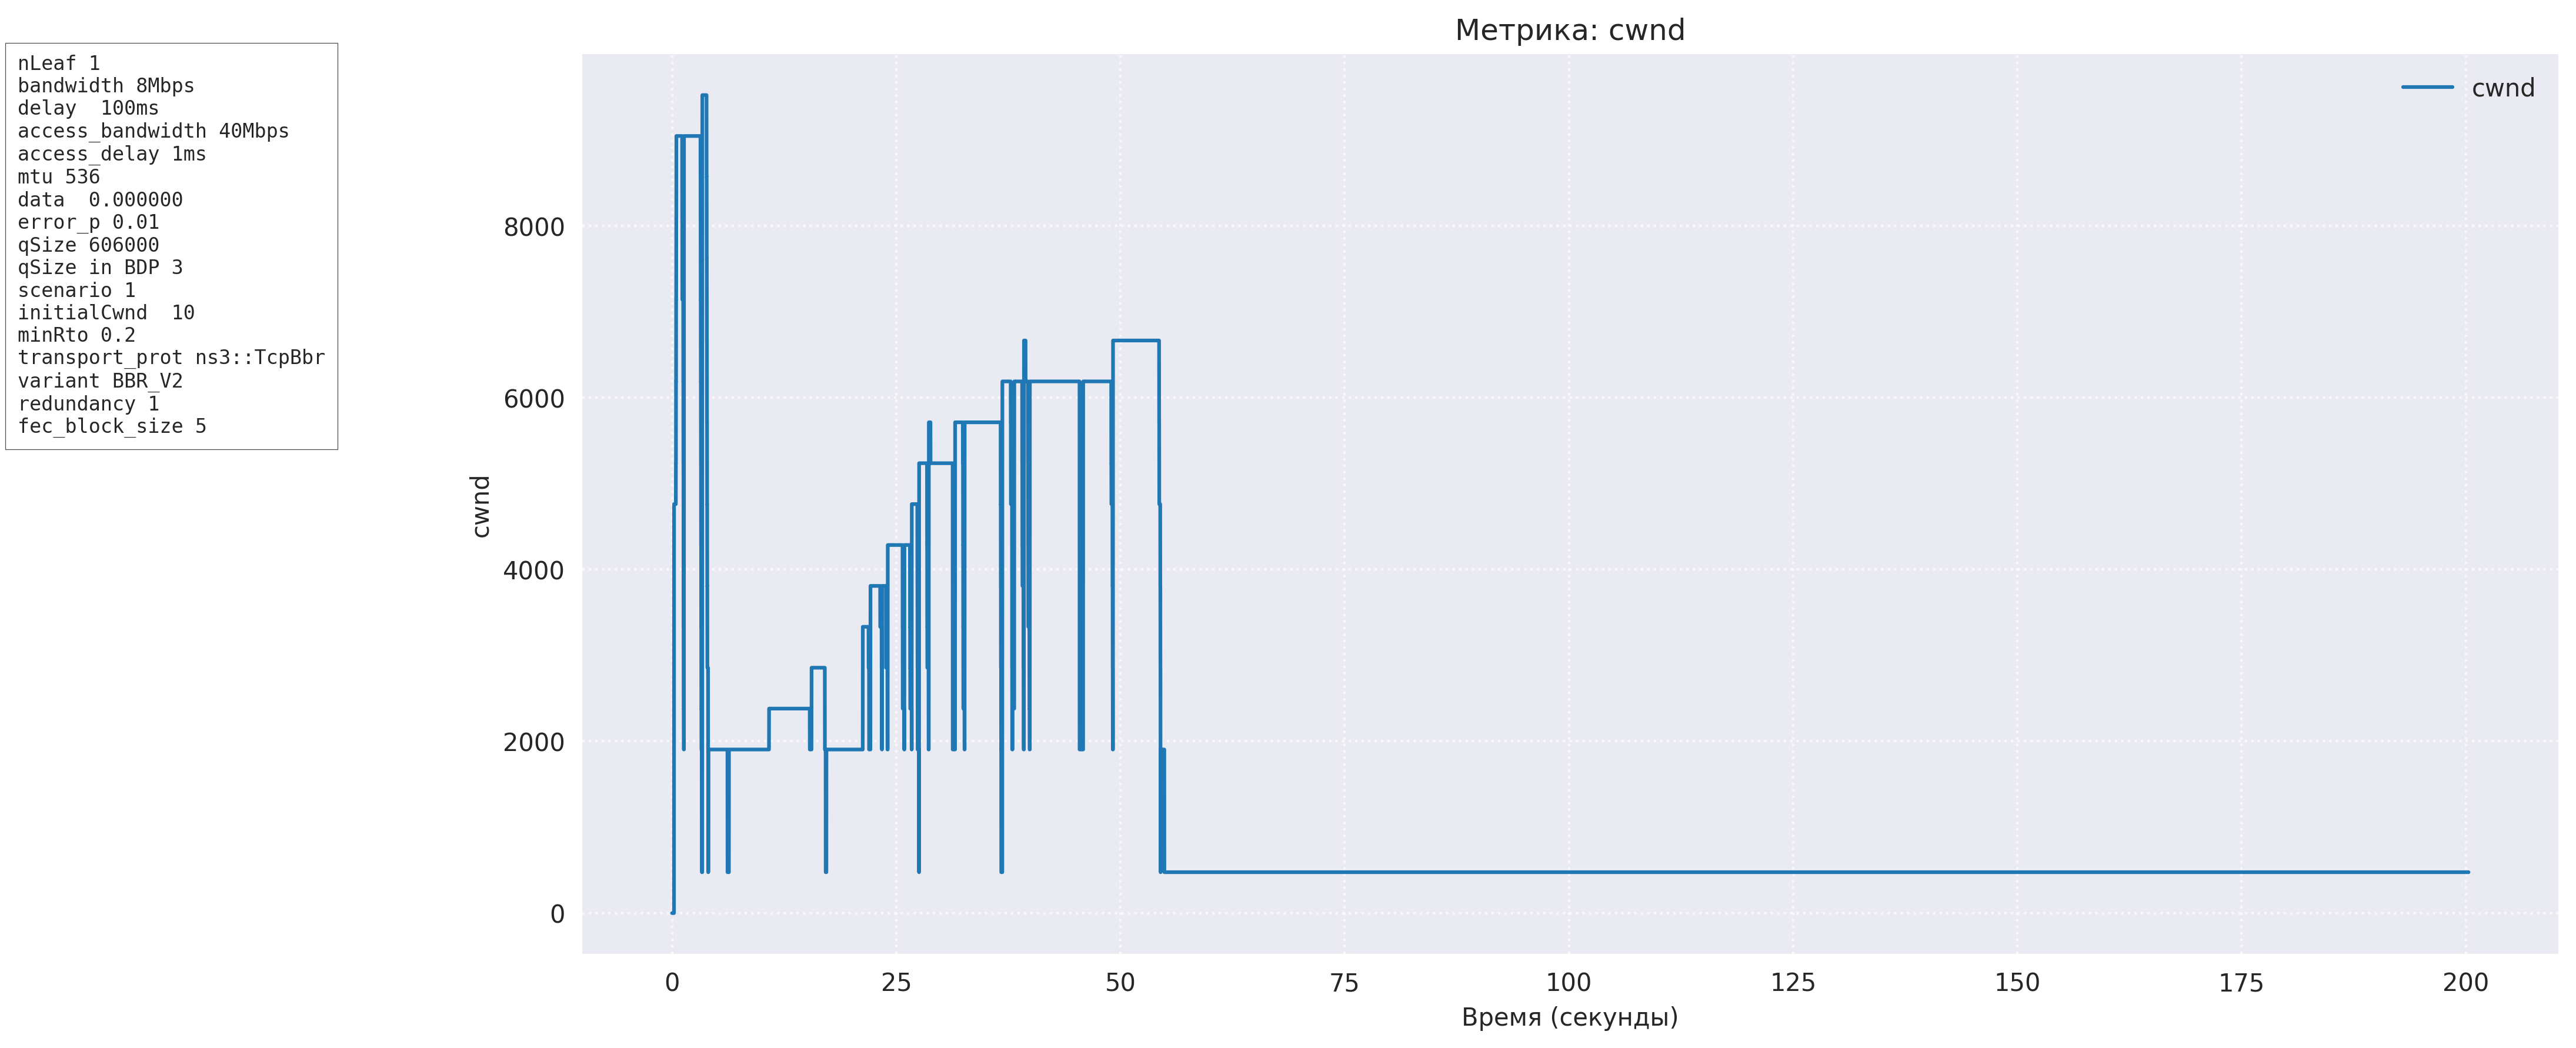 Метрика: cwnd
nLeaf 1
bandwidth 8Mbps
delay  100ms
access_bandwidth 40Mbps
access_delay 1ms
mtu 536
data  0.000000
error_p 0.01
qSize 606000
qSize in BDP 3
scenario 1
initialCwnd  10
minRto 0.2
transport_prot ns3::TcpBbr
variant BBR_V2
redundancy 1
fec_block_size 5
cwnd
cwnd
8000
6000
4000
2000
0
0 25 50 75 100 125 150 175 200
Время (секунды)